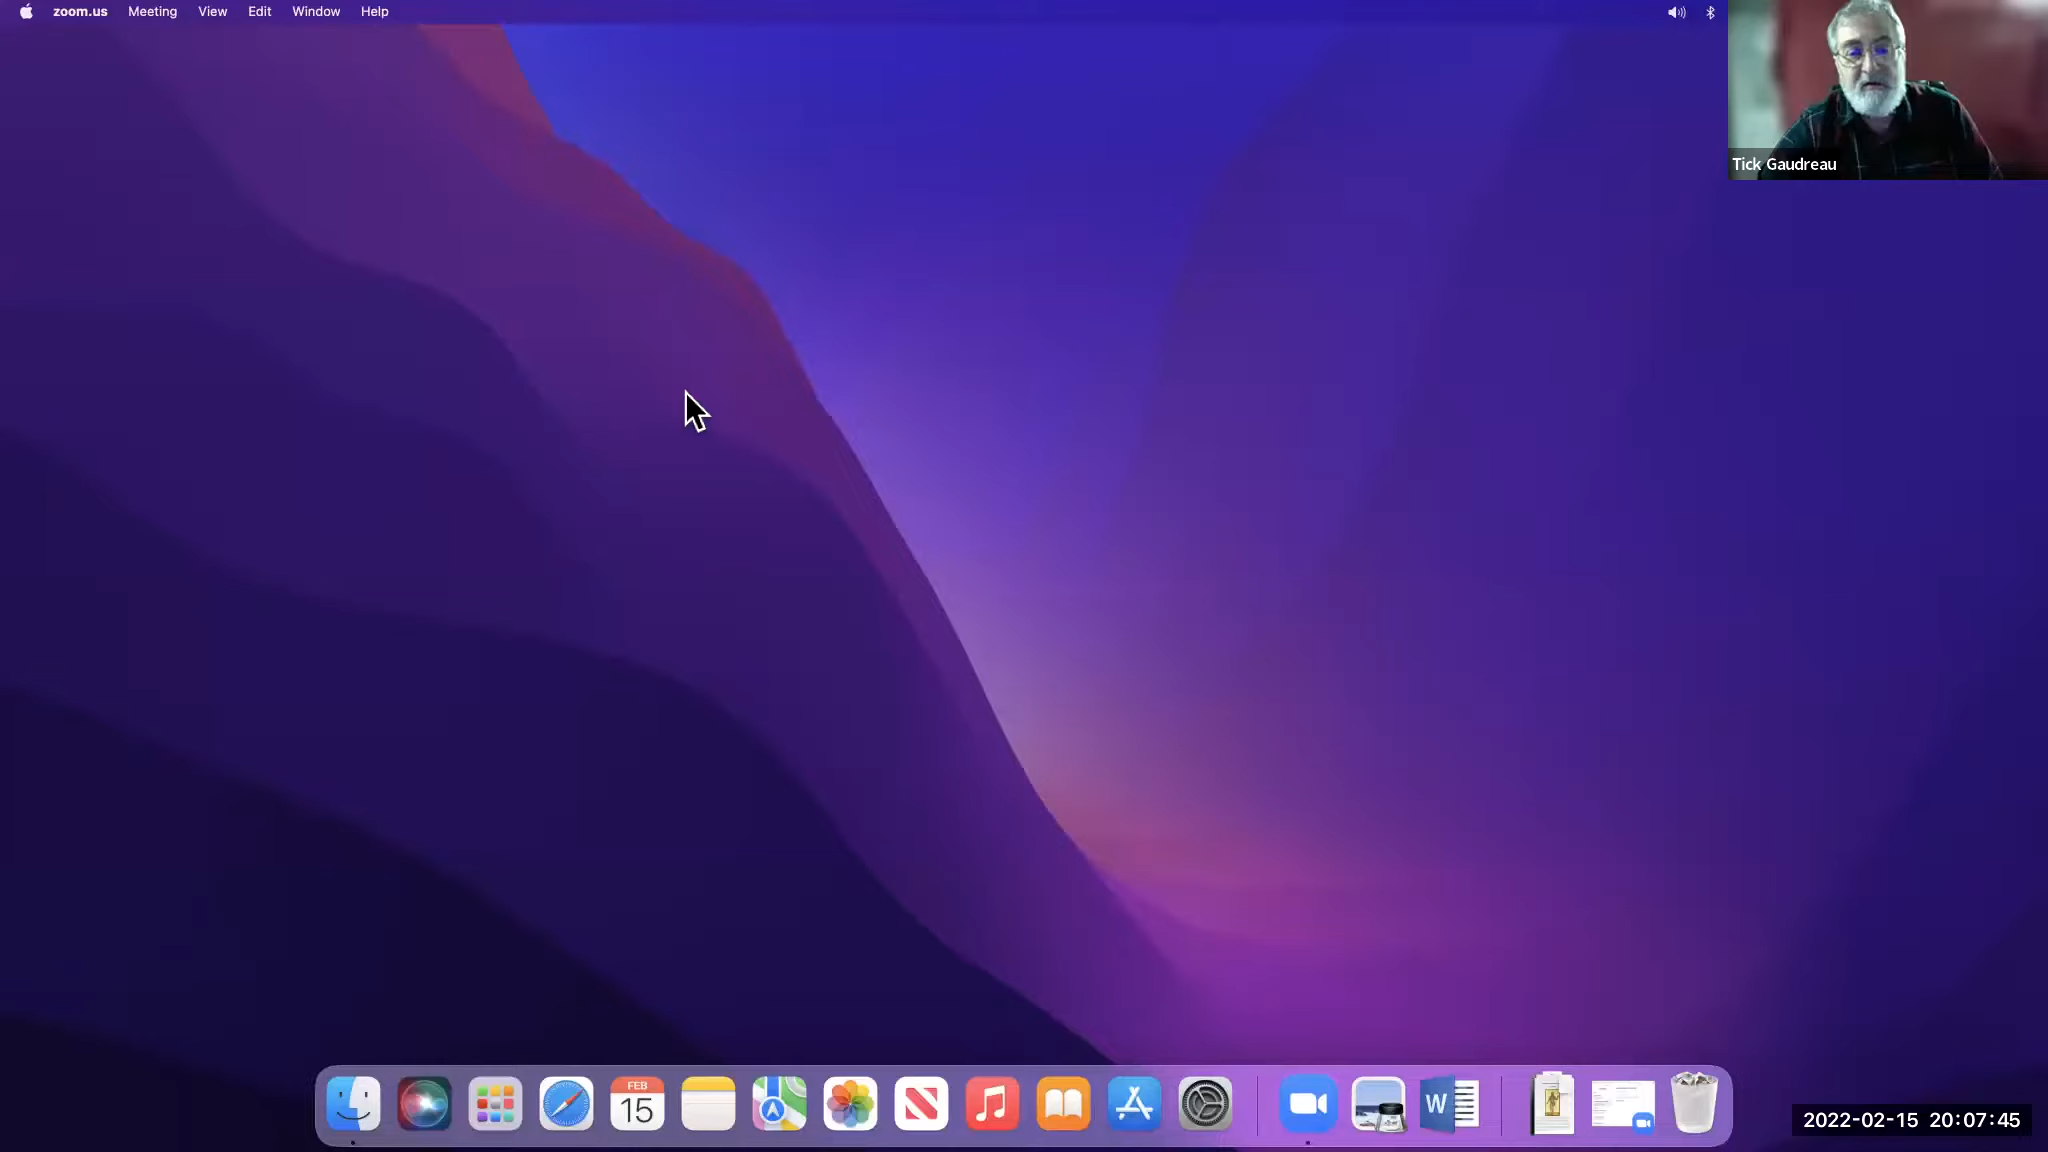 zoom.us Meeting View Edit Window Help
Tick Gaudreau
FEB
15
W
2022-02-15 20:07:45